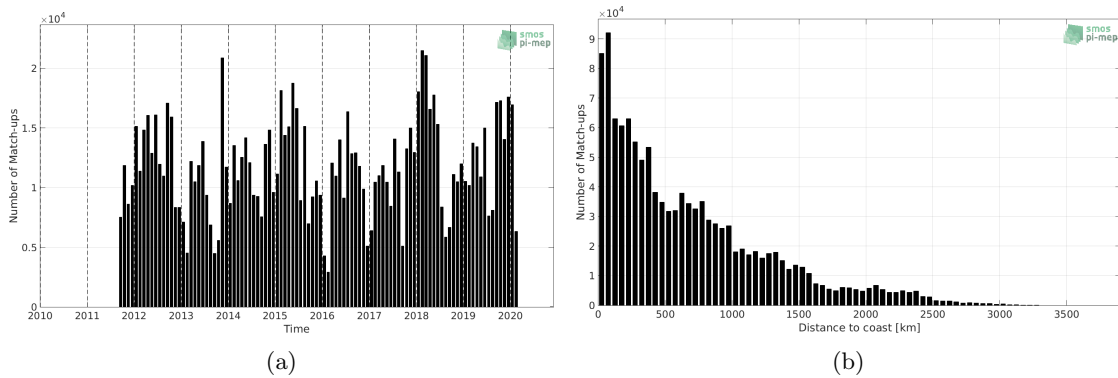 ×10⁴
smos
pi-mep
2
1.5
1
0.5
0
Number of Match-ups
2010 2011 2012 2013 2014 2015 2016 2017 2018 2019 2020
Time
(a)
×10⁴
smos
pi-mep
9
8
7
6
5
4
3
2
1
0
Number of Match-ups
0 500 1000 1500 2000 2500 3000 3500
Distance to coast [km]
(b)